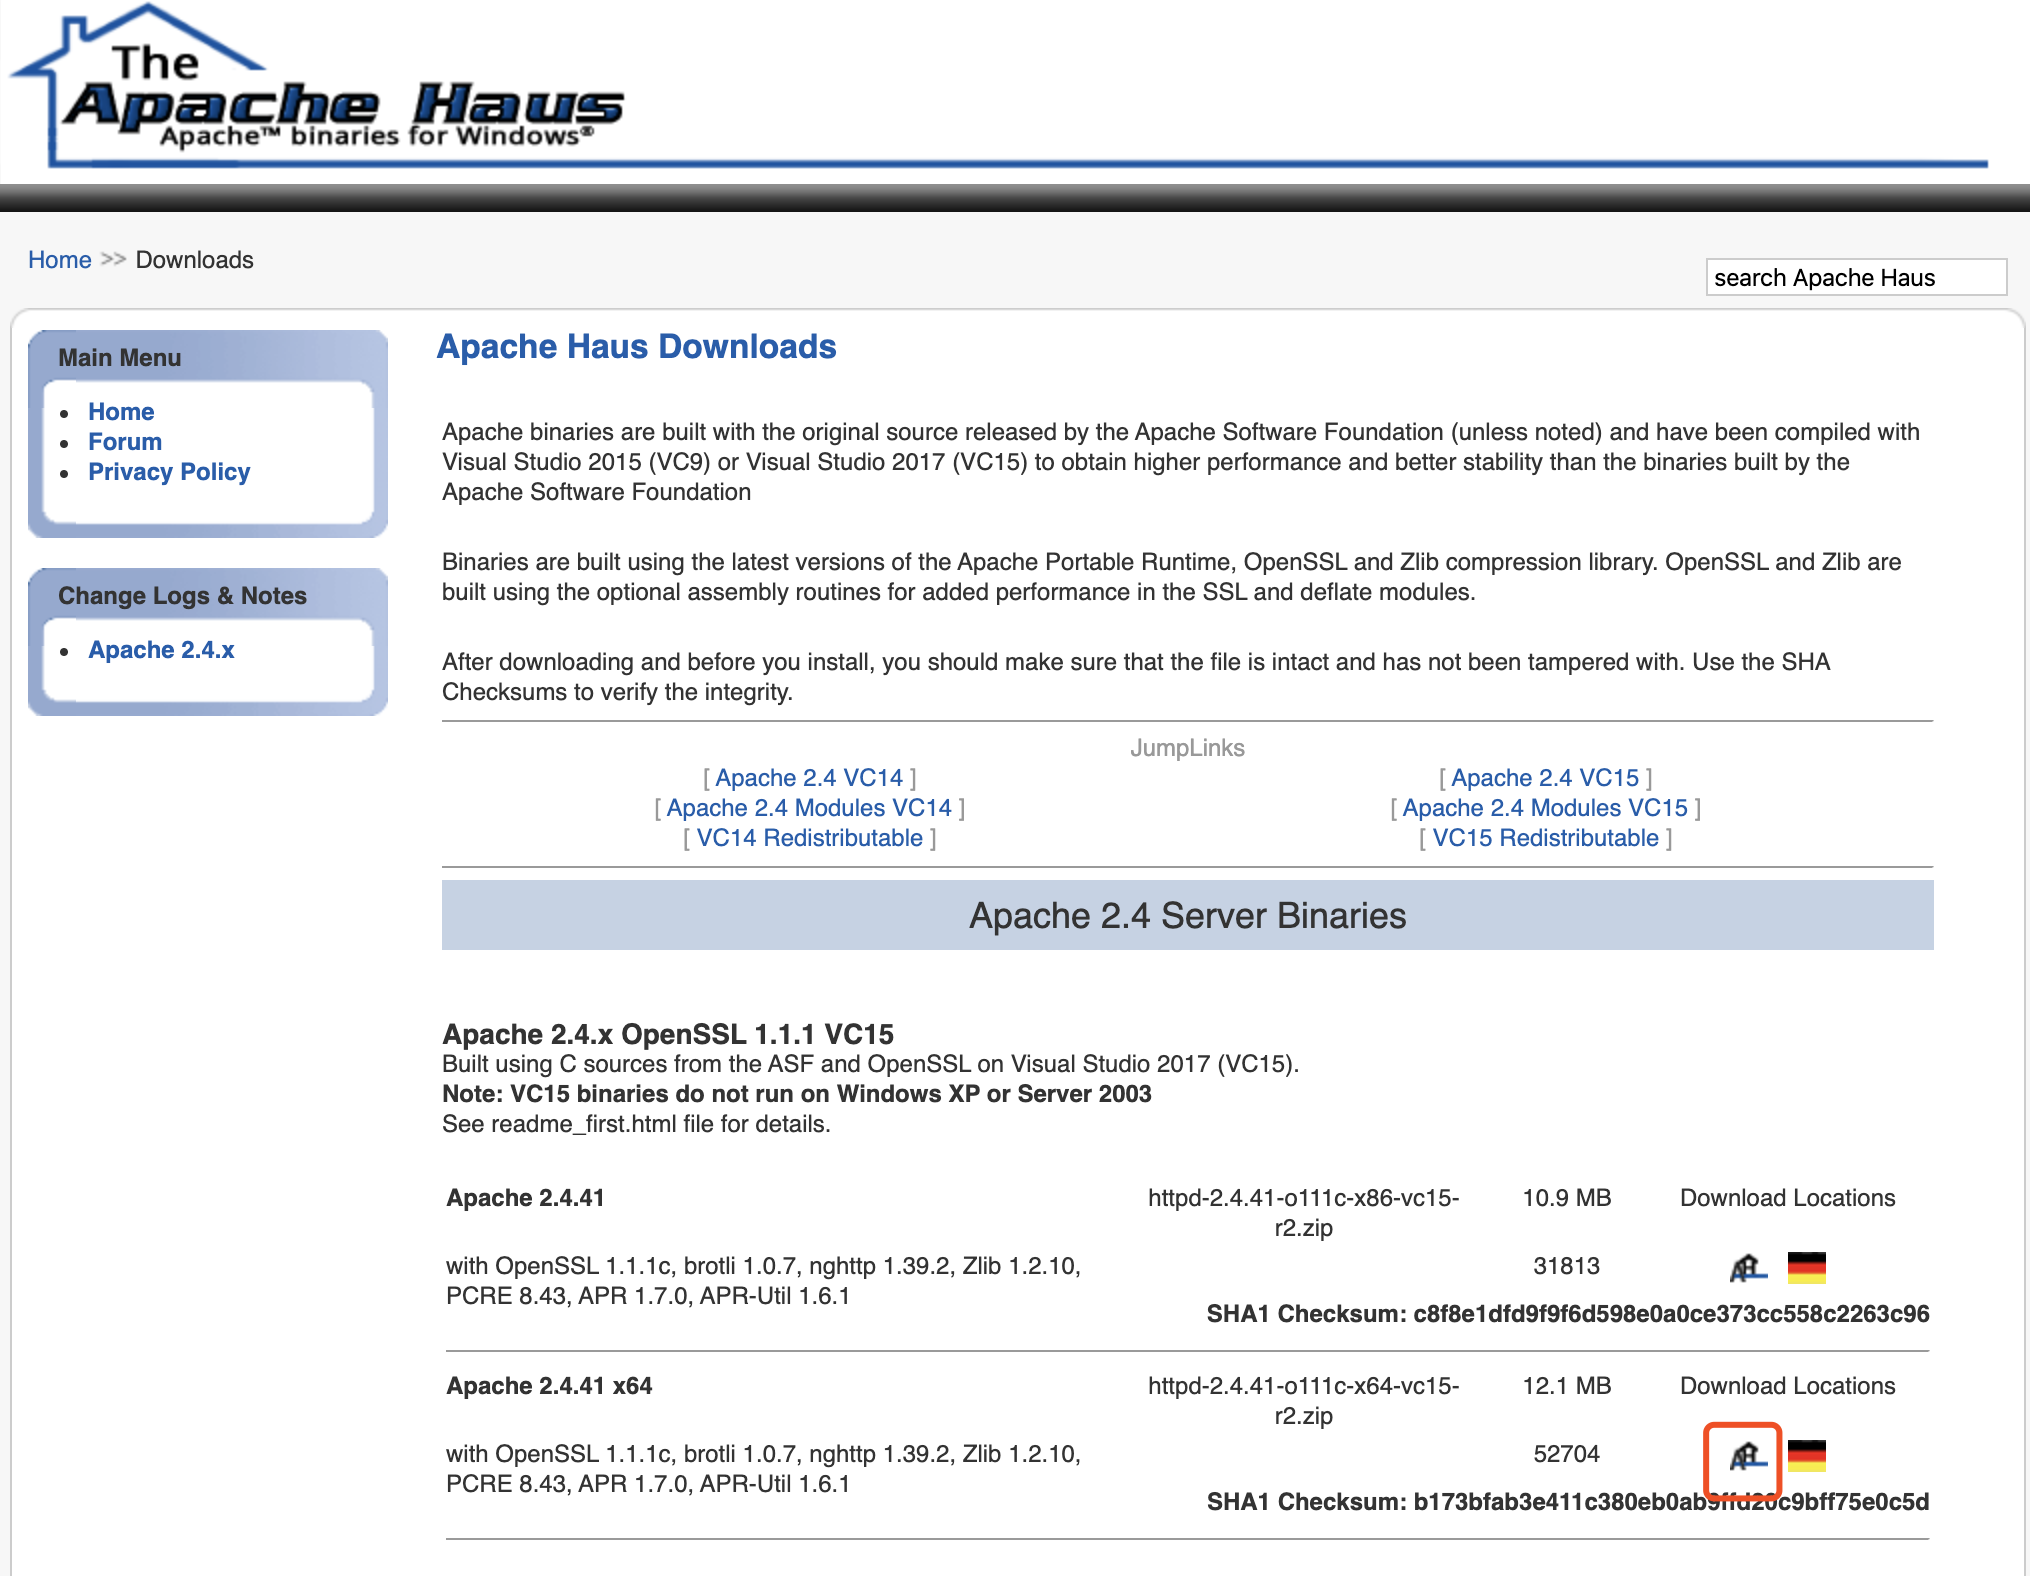 The
Apache Haus
Apache™ binaries for Windows®
Home >> Downloads
search Apache Haus
Main Menu
Home
Forum
Privacy Policy
Change Logs & Notes
Apache 2.4.x
Apache Haus Downloads
Apache binaries are built with the original source released by the Apache Software Foundation (unless noted) and have been compiled with
Visual Studio 2015 (VC9) or Visual Studio 2017 (VC15) to obtain higher performance and better stability than the binaries built by the
Apache Software Foundation
Binaries are built using the latest versions of the Apache Portable Runtime, OpenSSL and Zlib compression library. OpenSSL and Zlib are
built using the optional assembly routines for added performance in the SSL and deflate modules.
After downloading and before you install, you should make sure that the file is intact and has not been tampered with. Use the SHA
Checksums to verify the integrity.
JumpLinks
[ Apache 2.4 VC14 ] [ Apache 2.4 VC15 ]
[ Apache 2.4 Modules VC14 ] [ Apache 2.4 Modules VC15 ]
[ VC14 Redistributable ] [ VC15 Redistributable ]
Apache 2.4 Server Binaries
Apache 2.4.x OpenSSL 1.1.1 VC15
Built using C sources from the ASF and OpenSSL on Visual Studio 2017 (VC15).
Note: VC15 binaries do not run on Windows XP or Server 2003
See readme_first.html file for details.
Apache 2.4.41 httpd-2.4.41-o111c-x86-vc15- 10.9 MB Download Locations
r2.zip
with OpenSSL 1.1.1c, brotli 1.0.7, nghttp 1.39.2, Zlib 1.2.10, 31813 AH
PCRE 8.43, APR 1.7.0, APR-Util 1.6.1
SHA1 Checksum: c8f8e1dfd9f9f6d598e0a0ce373cc558c2263c96
Apache 2.4.41 x64 httpd-2.4.41-o111c-x64-vc15- 12.1 MB Download Locations
r2.zip
with OpenSSL 1.1.1c, brotli 1.0.7, nghttp 1.39.2, Zlib 1.2.10, 52704 AH
PCRE 8.43, APR 1.7.0, APR-Util 1.6.1
SHA1 Checksum: b173bfab3e411c380eb0ab9ffd20c9bff75e0c5d